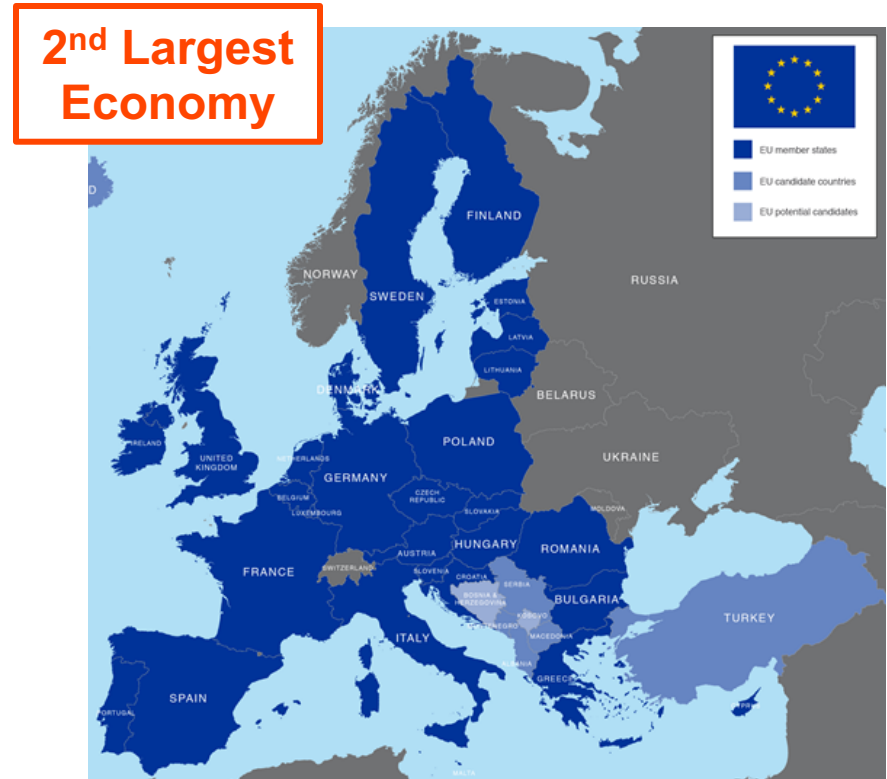 2nd Largest
Economy
EU member states
EU candidate countries
EU potential candidates
D
FINLAND
NORWAY
SWEDEN
RUSSIA
ESTONIA
LATVIA
LITHUANIA
DENMARK
BELARUS
IRELAND
UNITED
KINGDOM
NETHERLANDS
POLAND
GERMANY
UKRAINE
BELGIUM
LUXEMBOURG
CZECH
REPUBLIC
SLOVAKIA
MOLDOVA
FRANCE
SWITZERLAND
AUSTRIA
HUNGARY
ROMANIA
SLOVENIA
CROATIA
SERBIA
BOSNIA &
HERZEGOVINA
BULGARIA
KOSOVO
MONTENEGRO
MACEDONIA
ITALY
TURKEY
ALBANIA
GREECE
SPAIN
PORTUGAL
CYPRUS
MALTA